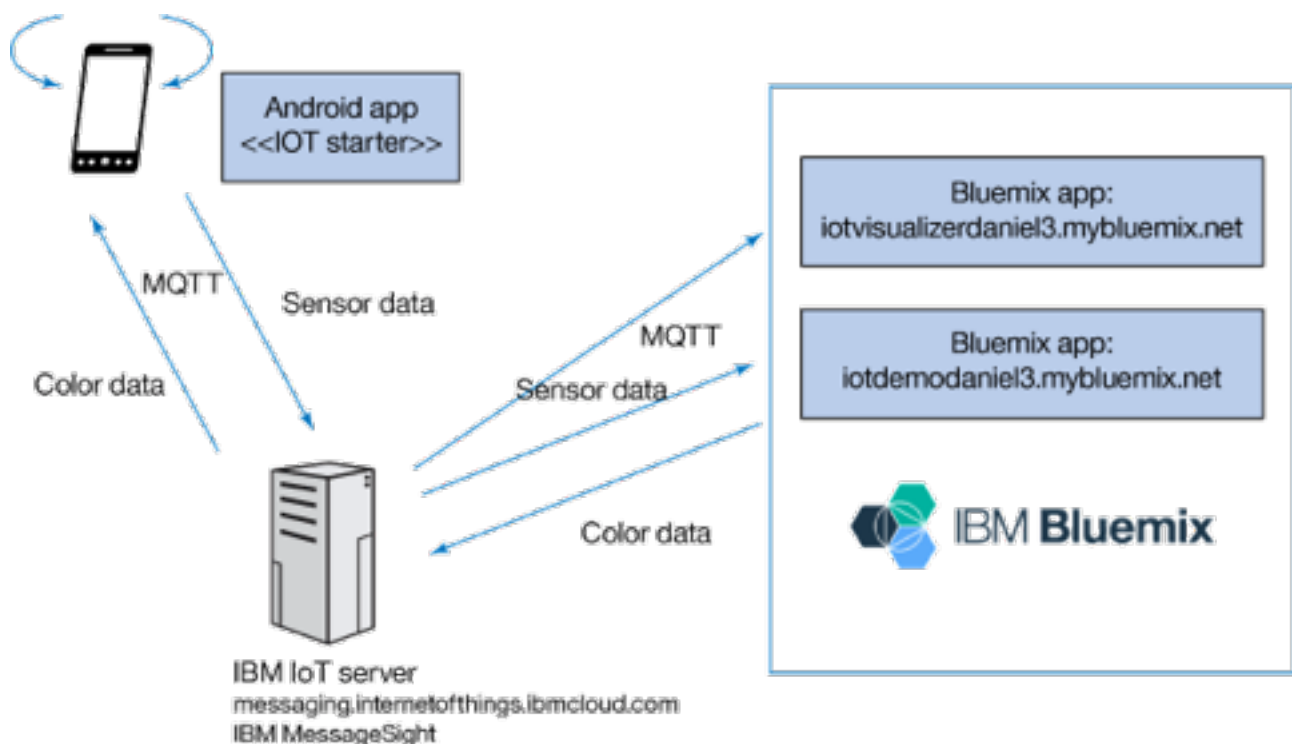 Android app
<<IOT starter>>
Bluemix app:
iotvisualizerdaniel3.mybluemix.net
MQTT
Sensor data
MQTT
Bluemix app:
iotdemodaniel3.mybluemix.net
Color data
Sensor data
Color data
IBM Bluemix
IBM IoT server
messaging.internetofthings.ibmcloud.com
IBM MessageSight